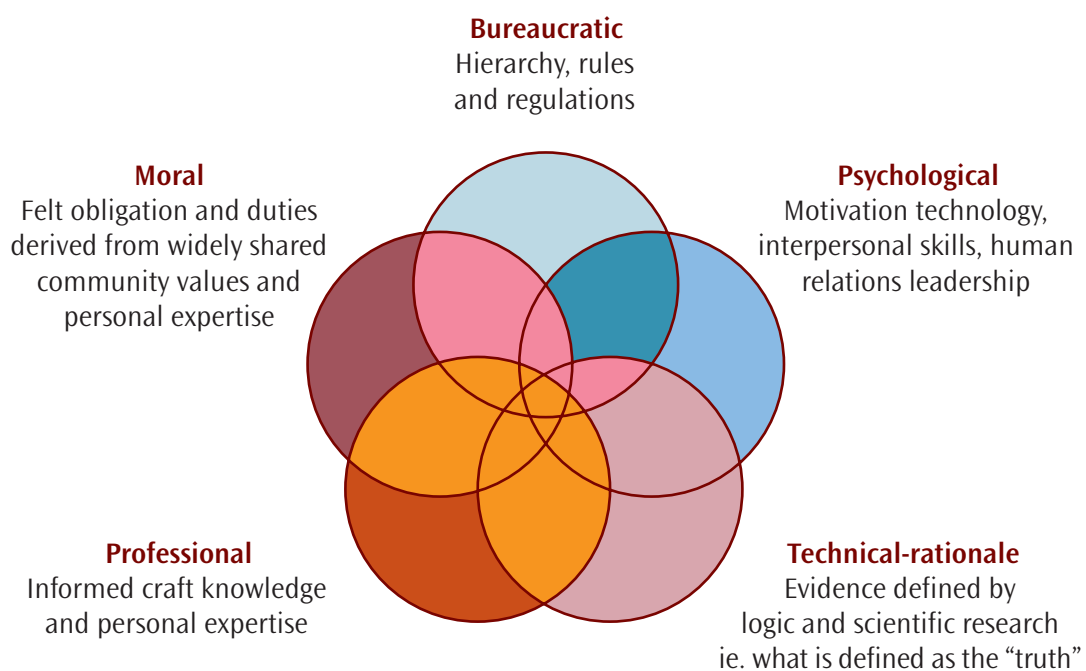 Bureaucratic
Hierarchy, rules
and regulations
Moral
Felt obligation and duties
derived from widely shared
community values and
personal expertise
Psychological
Motivation technology,
interpersonal skills, human
relations leadership
Professional
Informed craft knowledge
and personal expertise
Technical-rationale
Evidence defined by
logic and scientific research
ie. what is defined as the “truth”